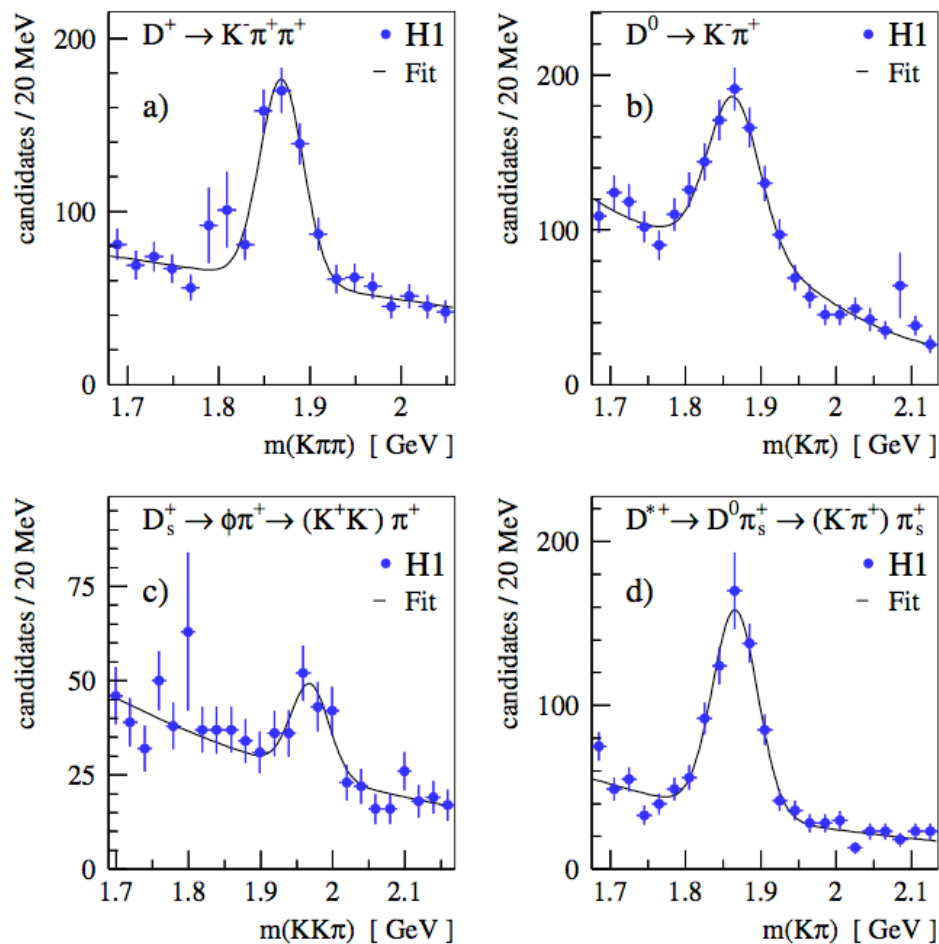 D⁺ → K⁻π⁺π⁺
H1
Fit
a)
candidates / 20 MeV
200
100
0
1.7 1.8 1.9 2
m(Kππ) [ GeV ]
D⁰ → K⁻π⁺
H1
Fit
b)
candidates / 20 MeV
200
100
0
1.7 1.8 1.9 2 2.1
m(Kπ) [ GeV ]
Dₛ⁺ → ϕπ⁺ → (K⁺K⁻) π⁺
H1
Fit
c)
candidates / 20 MeV
75
50
25
0
1.7 1.8 1.9 2 2.1
m(KKπ) [ GeV ]
D*⁺ → D⁰πₛ⁺ → (K⁻π⁺) πₛ⁺
H1
Fit
d)
candidates / 20 MeV
200
100
0
1.7 1.8 1.9 2 2.1
m(Kπ) [ GeV ]